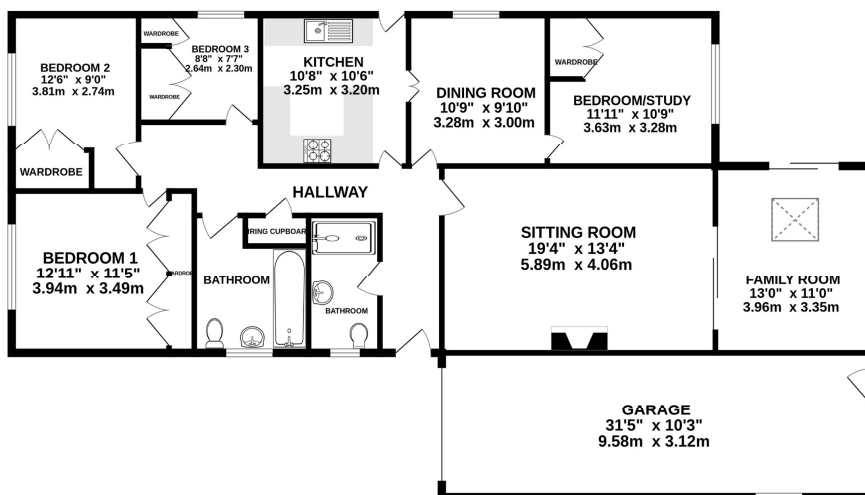 WARDROBE
BEDROOM 3
8'8" x 7'7"
2.64m x 2.30m
WARDROBE
BEDROOM 2
12'6" x 9'0"
3.81m x 2.74m
WARDROBE
KITCHEN
10'8" x 10'6"
3.25m x 3.20m
DINING ROOM
10'9" x 9'10"
3.28m x 3.00m
WARDROBE
BEDROOM/STUDY
11'11" x 10'9"
3.63m x 3.28m
HALLWAY
BEDROOM 1
12'11" x 11'5"
3.94m x 3.49m
WARDROBE
IRING CUPBOAR
BATHROOM
BATHROOM
SITTING ROOM
19'4" x 13'4"
5.89m x 4.06m
FAMILY ROOM
13'0" x 11'0"
3.96m x 3.35m
GARAGE
31'5" x 10'3"
9.58m x 3.12m